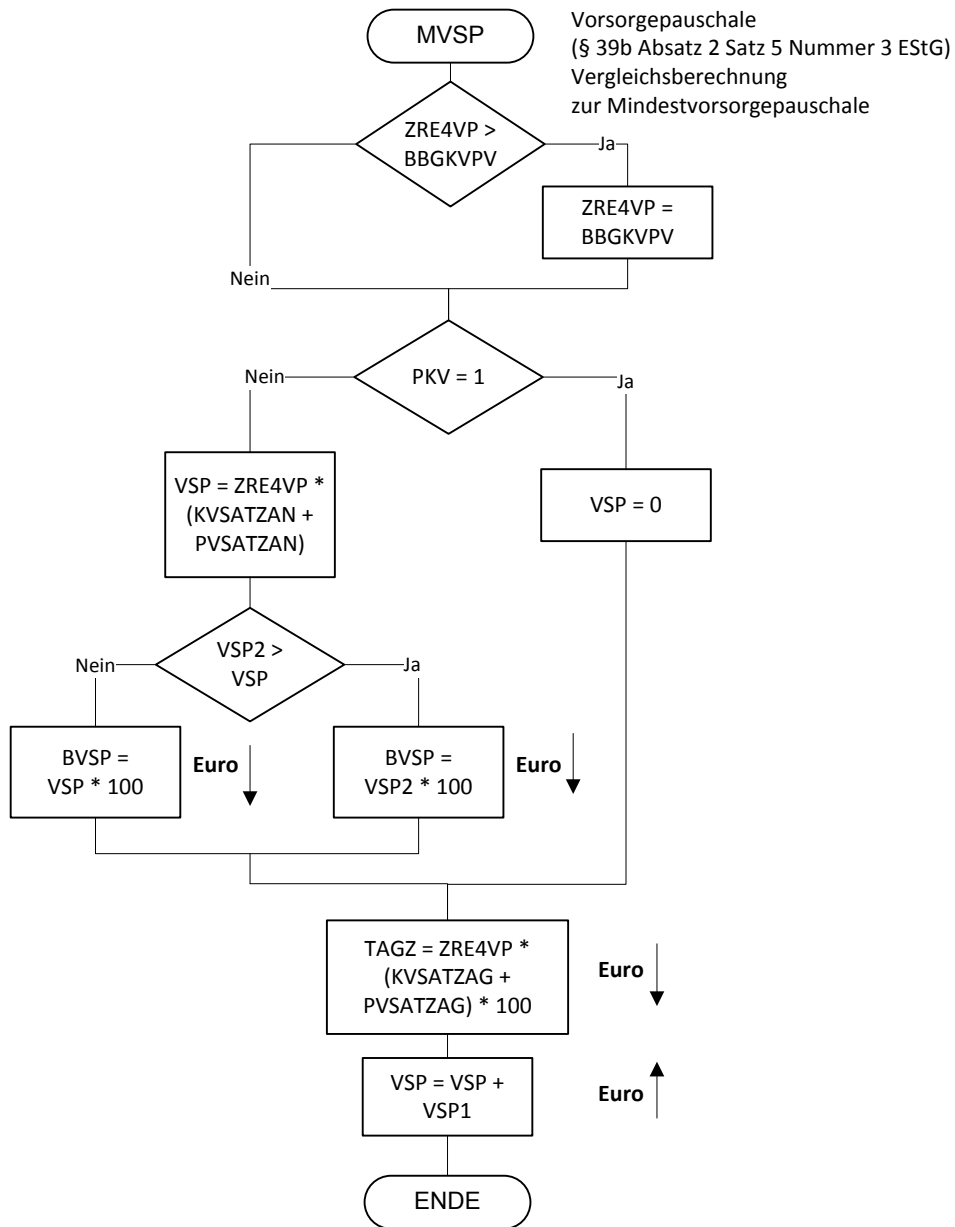 MVSP
Vorsorgepauschale
(§ 39b Absatz 2 Satz 5 Nummer 3 EStG)
Vergleichsberechnung
zur Mindestvorsorgepauschale
ZRE4VP >
BBGKVPV
Ja
ZRE4VP =
BBGKVPV
Nein
Nein
PKV = 1
Ja
VSP = ZRE4VP *
(KVSATZAN +
PVSATZAN)
VSP = 0
VSP2 >
VSP
Nein
Ja
BVSP =
VSP * 100
Euro
BVSP =
VSP2 * 100
Euro
TAGZ = ZRE4VP *
(KVSATZAG +
PVSATZAG) * 100
Euro
VSP = VSP +
VSP1
Euro
ENDE